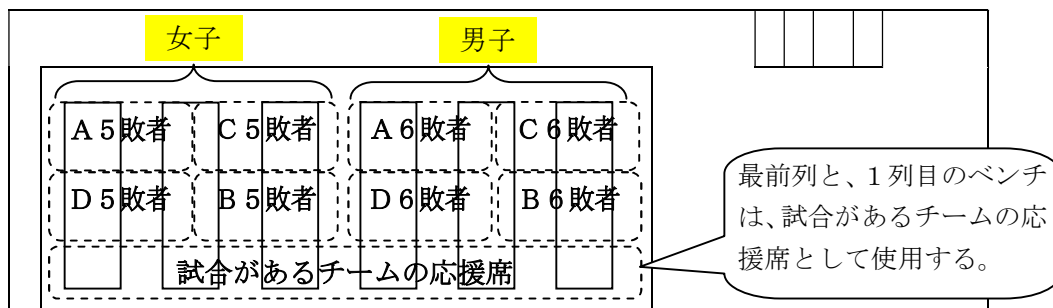 女子
男子
A５敗者
C５敗者
A６敗者
C６敗者
D５敗者
B５敗者
D６敗者
B６敗者
試合があるチームの応援席
最前列と、１列目のベンチ
は、試合があるチームの応
援席として使用する。